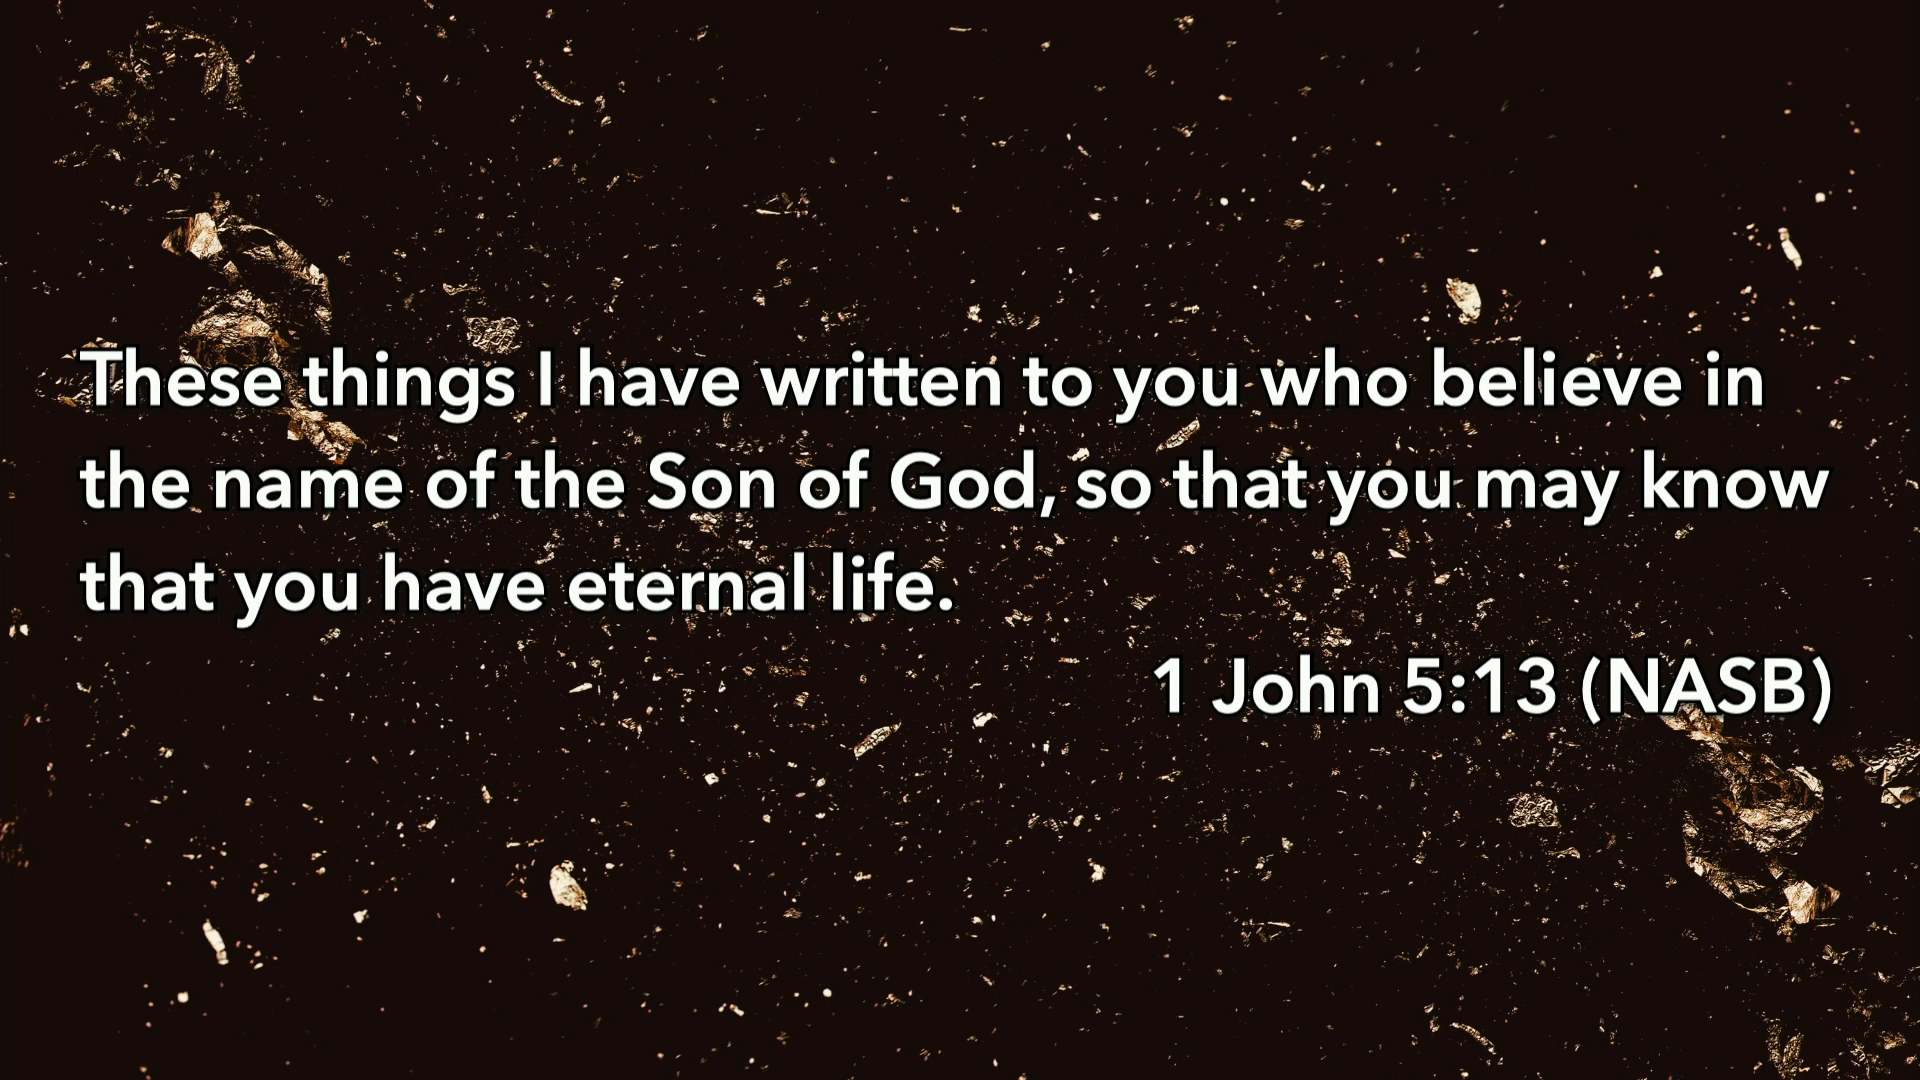 These things I have written to you who believe in
the name of the Son of God, so that you may know
that you have eternal life.
1 John 5:13 (NASB)